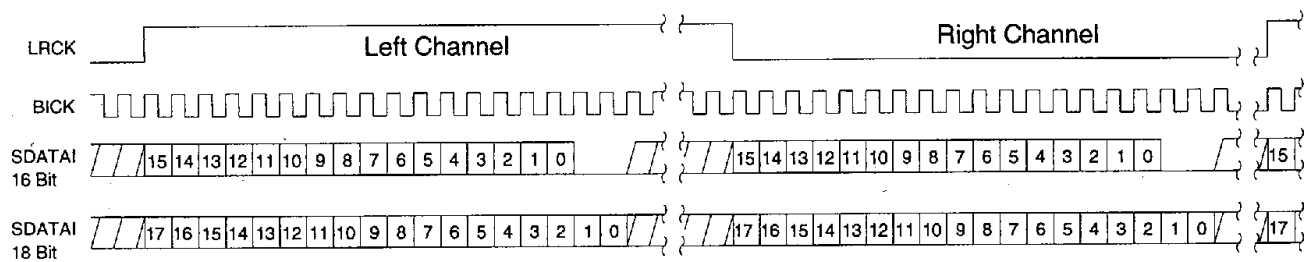 LRCK Left Channel Right Channel
BICK
SDATAI 16 Bit 15 14 13 12 11 10 9 8 7 6 5 4 3 2 1 0 15 14 13 12 11 10 9 8 7 6 5 4 3 2 1 0 15
SDATAI 18 Bit 17 16 15 14 13 12 11 10 9 8 7 6 5 4 3 2 1 0 17 16 15 14 13 12 11 10 9 8 7 6 5 4 3 2 1 0 17